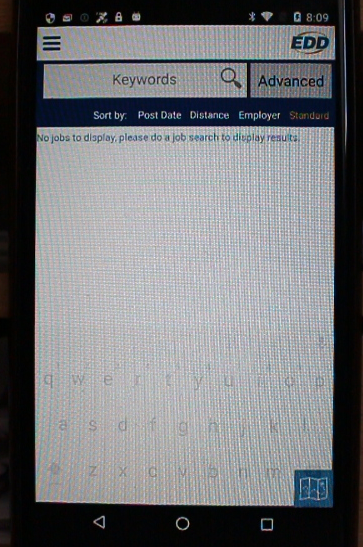 8:09
EDD
Keywords
Advanced
Sort by: Post Date Distance Employer Standard
No jobs to display, please do a job search to display results.
q w e r t y u i o p
a s d f g h j k l
z x c v b n m